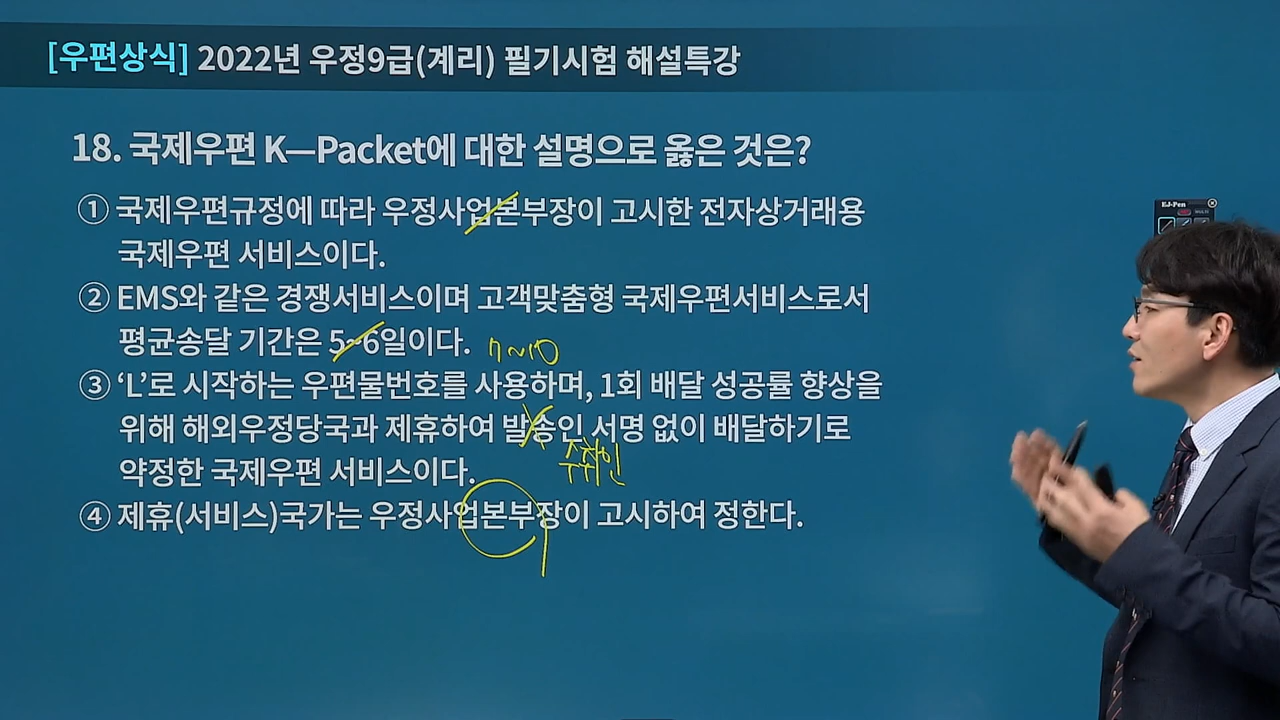 [우편상식] 2022년 우정9급(계리) 필기시험 해설특강
18. 국제우편 K—Packet에 대한 설명으로 옳은 것은?
① 국제우편규정에 따라 우정사업본부장이 고시한 전자상거래용
국제우편 서비스이다.
② EMS와 같은 경쟁서비스이며 고객맞춤형 국제우편서비스로서
평균송달 기간은 5~6일이다.
7~10
③ ‘L’로 시작하는 우편물번호를 사용하며, 1회 배달 성공률 향상을
위해 해외우정당국과 제휴하여 발송인 서명 없이 배달하기로
수취인
약정한 국제우편 서비스이다.
④ 제휴(서비스)국가는 우정사업본부장이 고시하여 정한다.
EJ-Pen